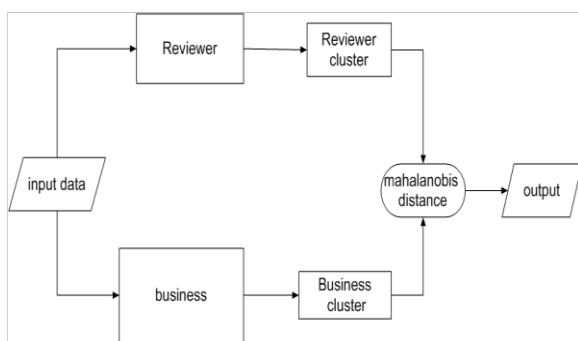 Reviewer
Reviewer
cluster
input data
mahalanobis
distance
output
business
Business
cluster